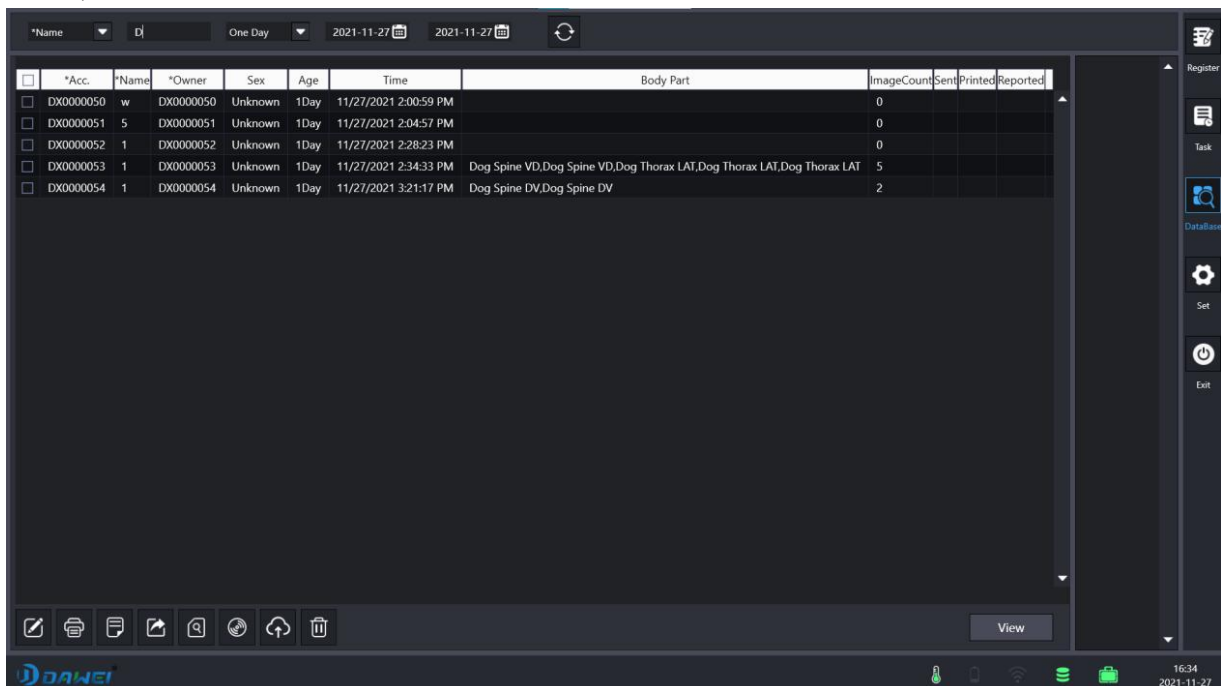 *Name D One Day 2021-11-27 2021-11-27
*Acc. *Name *Owner Sex Age Time Body Part ImageCount Sent Printed Reported
DX0000050 w DX0000050 Unknown 1Day 11/27/2021 2:00:59 PM 0
DX0000051 5 DX0000051 Unknown 1Day 11/27/2021 2:04:57 PM 0
DX0000052 1 DX0000052 Unknown 1Day 11/27/2021 2:28:23 PM 0
DX0000053 1 DX0000053 Unknown 1Day 11/27/2021 2:34:33 PM Dog Spine VD,Dog Spine VD,Dog Thorax LAT,Dog Thorax LAT,Dog Thorax LAT 5
DX0000054 1 DX0000054 Unknown 1Day 11/27/2021 3:21:17 PM Dog Spine DV,Dog Spine DV 2
Register
Task
DataBase
Set
Exit
View
DAWEI
16:34
2021-11-27